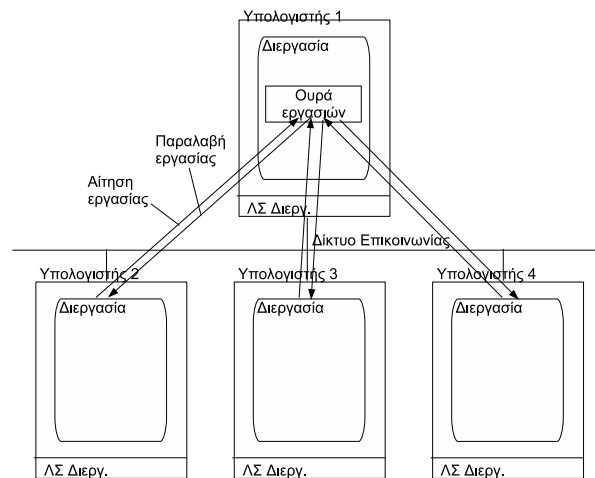 Υπολογιστής 1
Διεργασία
Ουρά
εργασιών
Παραλαβή
εργασίας
Αίτηση
εργασίας
ΛΣ Διεργ.
Δίκτυο Επικοινωνίας
Υπολογιστής 2
Υπολογιστής 3
Υπολογιστής 4
Διεργασία
Διεργασία
Διεργασία
ΛΣ Διεργ.
ΛΣ Διεργ.
ΛΣ Διεργ.